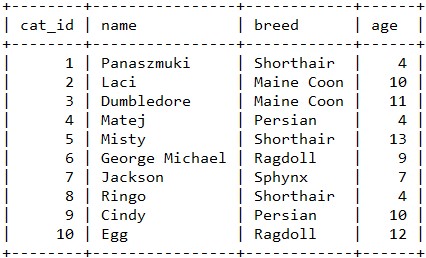 +--------+----------------+------------+------+
| cat_id | name           | breed      | age  |
+--------+----------------+------------+------+
|      1 | Panaszmuki     | Shorthair  |    4 |
|      2 | Laci           | Maine Coon |   10 |
|      3 | Dumbledore     | Maine Coon |   11 |
|      4 | Matej          | Persian    |    4 |
|      5 | Misty          | Shorthair  |   13 |
|      6 | George Michael | Ragdoll    |    9 |
|      7 | Jackson        | Sphynx     |    7 |
|      8 | Ringo          | Shorthair  |    4 |
|      9 | Cindy          | Persian    |   10 |
|     10 | Egg            | Ragdoll    |   12 |
+--------+----------------+------------+------+